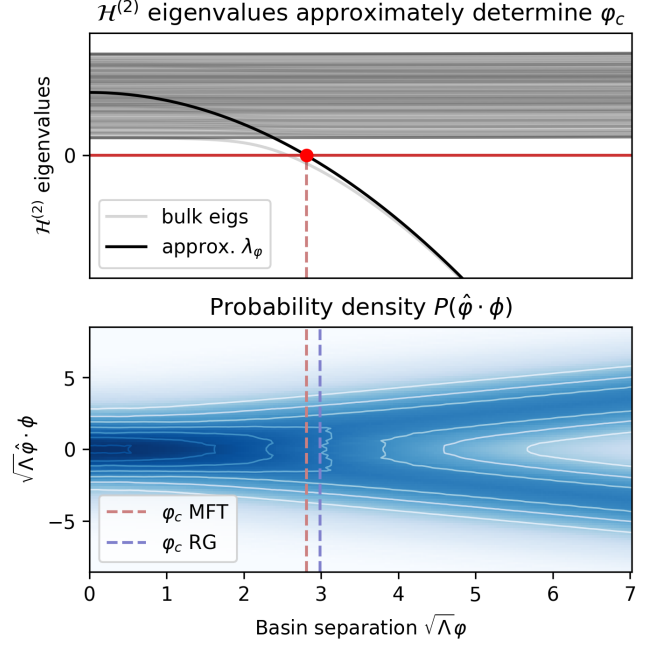 𝓗⁽²⁾ eigenvalues approximately determine φ_c
𝓗⁽²⁾ eigenvalues
0
bulk eigs
approx. λ_φ
Probability density P(φ̂ · ϕ)
√Λφ̂ · ϕ
5
0
−5
φ_c MFT
φ_c RG
0 1 2 3 4 5 6 7
Basin separation √Λφ